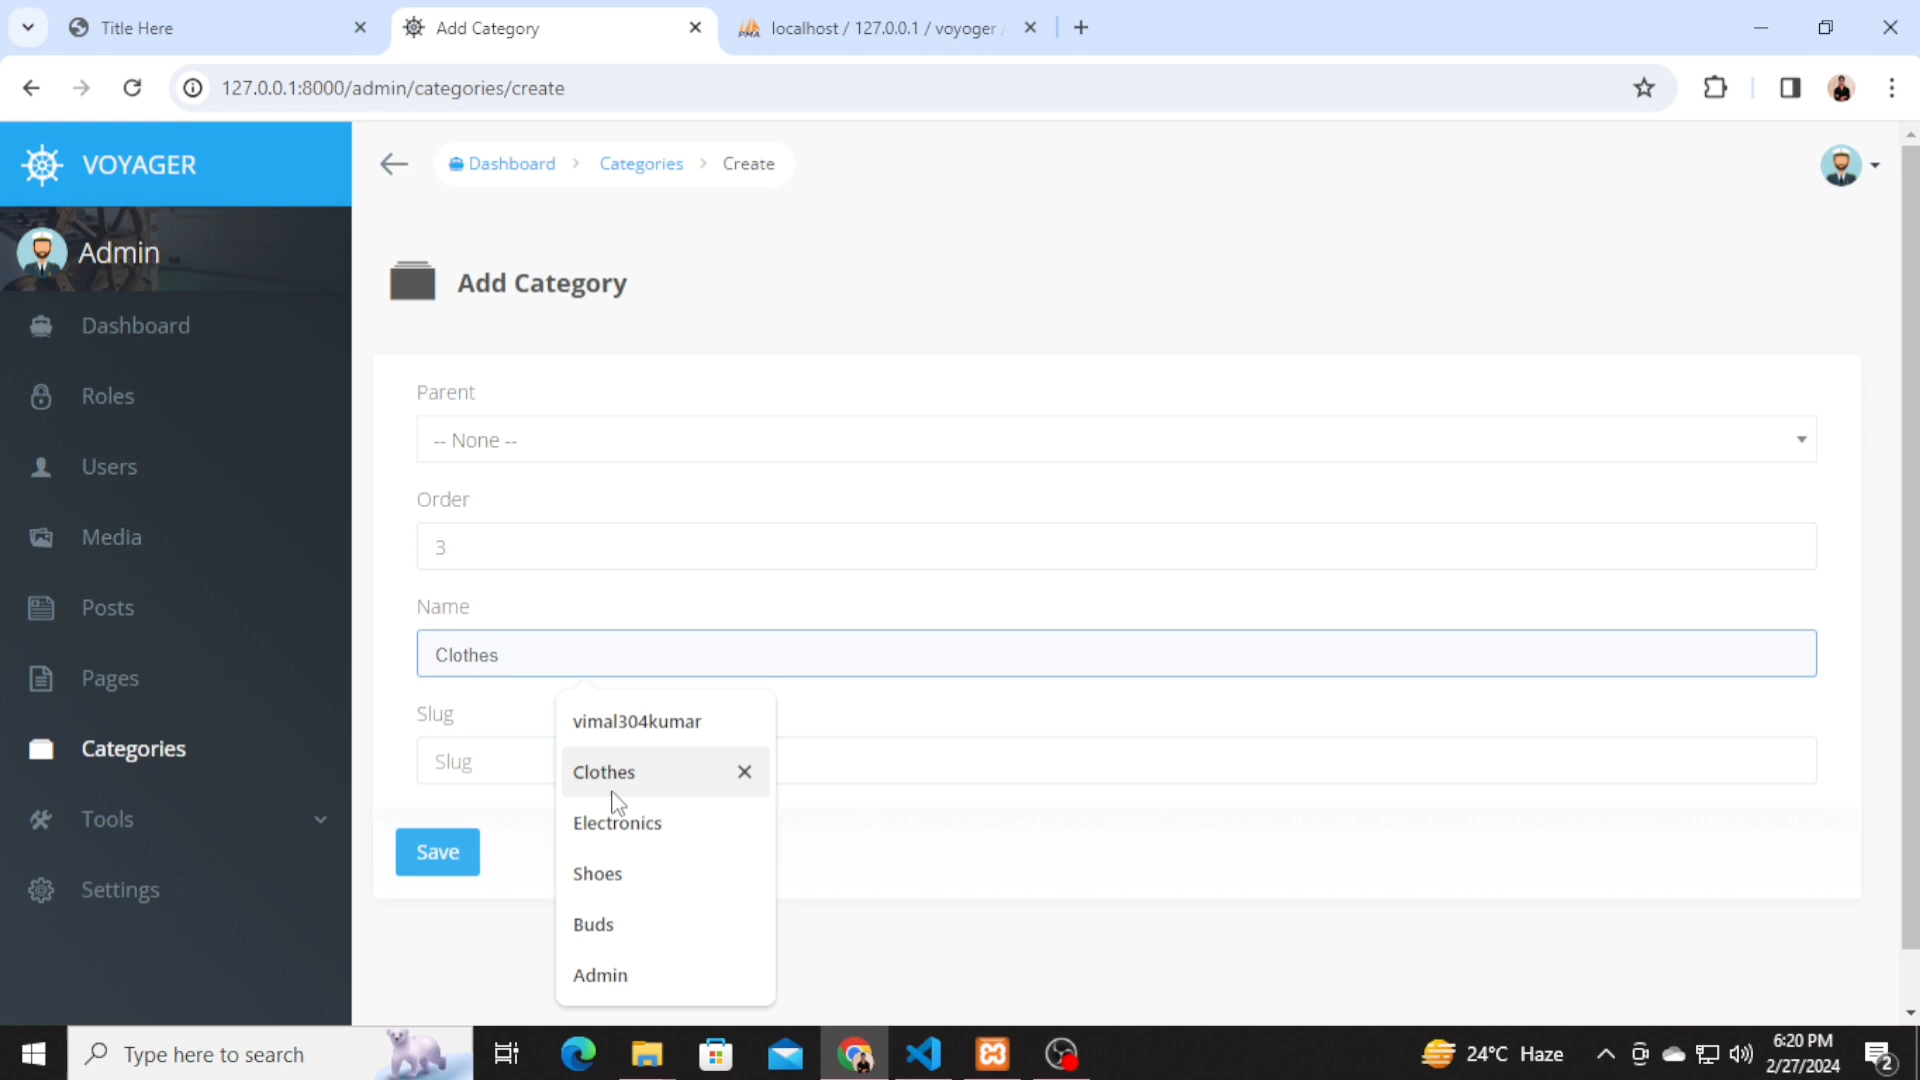 Title Here
Add Category
localhost / 127.0.0.1 / voyoger /
127.0.0.1:8000/admin/categories/create
VOYAGER
Dashboard > Categories > Create
Admin
Add Category
Dashboard
Roles
Users
Media
Posts
Pages
Categories
Tools
Settings
Parent
-- None --
Order
3
Name
Clothes
Slug
Slug
vimal304kumar
Clothes
Electronics
Shoes
Buds
Admin
Save
Type here to search
24°C Haze
6:20 PM
2/27/2024
2